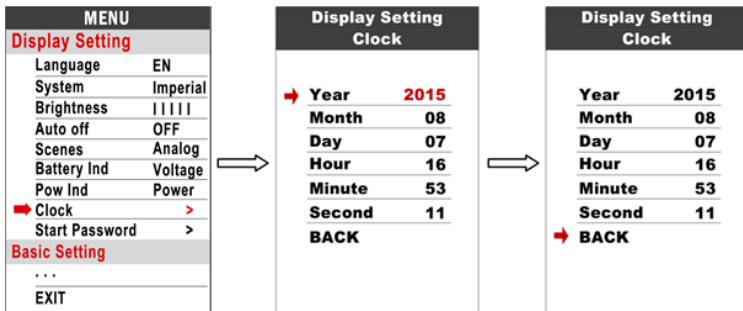 MENU
Display Setting
Language EN
System Imperial
Brightness | | | | |
Auto off OFF
Scenes Analog
Battery Ind Voltage
Pow Ind Power
Clock >
Start Password >
Basic Setting
...
EXIT
Display Setting
Clock
Year 2015
Month 08
Day 07
Hour 16
Minute 53
Second 11
BACK
Display Setting
Clock
Year 2015
Month 08
Day 07
Hour 16
Minute 53
Second 11
BACK